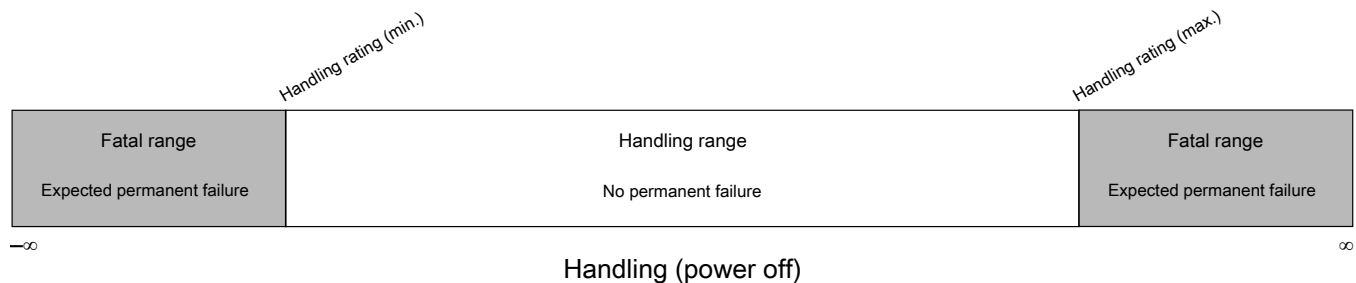 Handling rating (min.)
Handling rating (max.)
Fatal range
Handling range
Fatal range
Expected permanent failure
No permanent failure
Expected permanent failure
–∞
∞
Handling (power off)